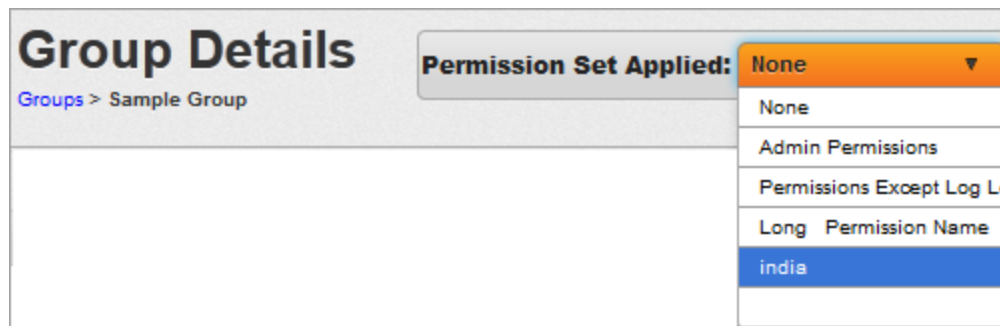 Group Details
Groups > Sample Group
Permission Set Applied: None ▼
None
Admin Permissions
Permissions Except Log
Long Permission Name
india